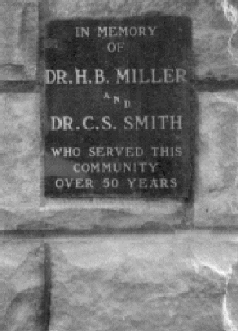 IN MEMORY
OF
DR. H. B. MILLER
AND
DR. C. S. SMITH
WHO SERVED THIS
COMMUNITY
OVER 50 YEARS